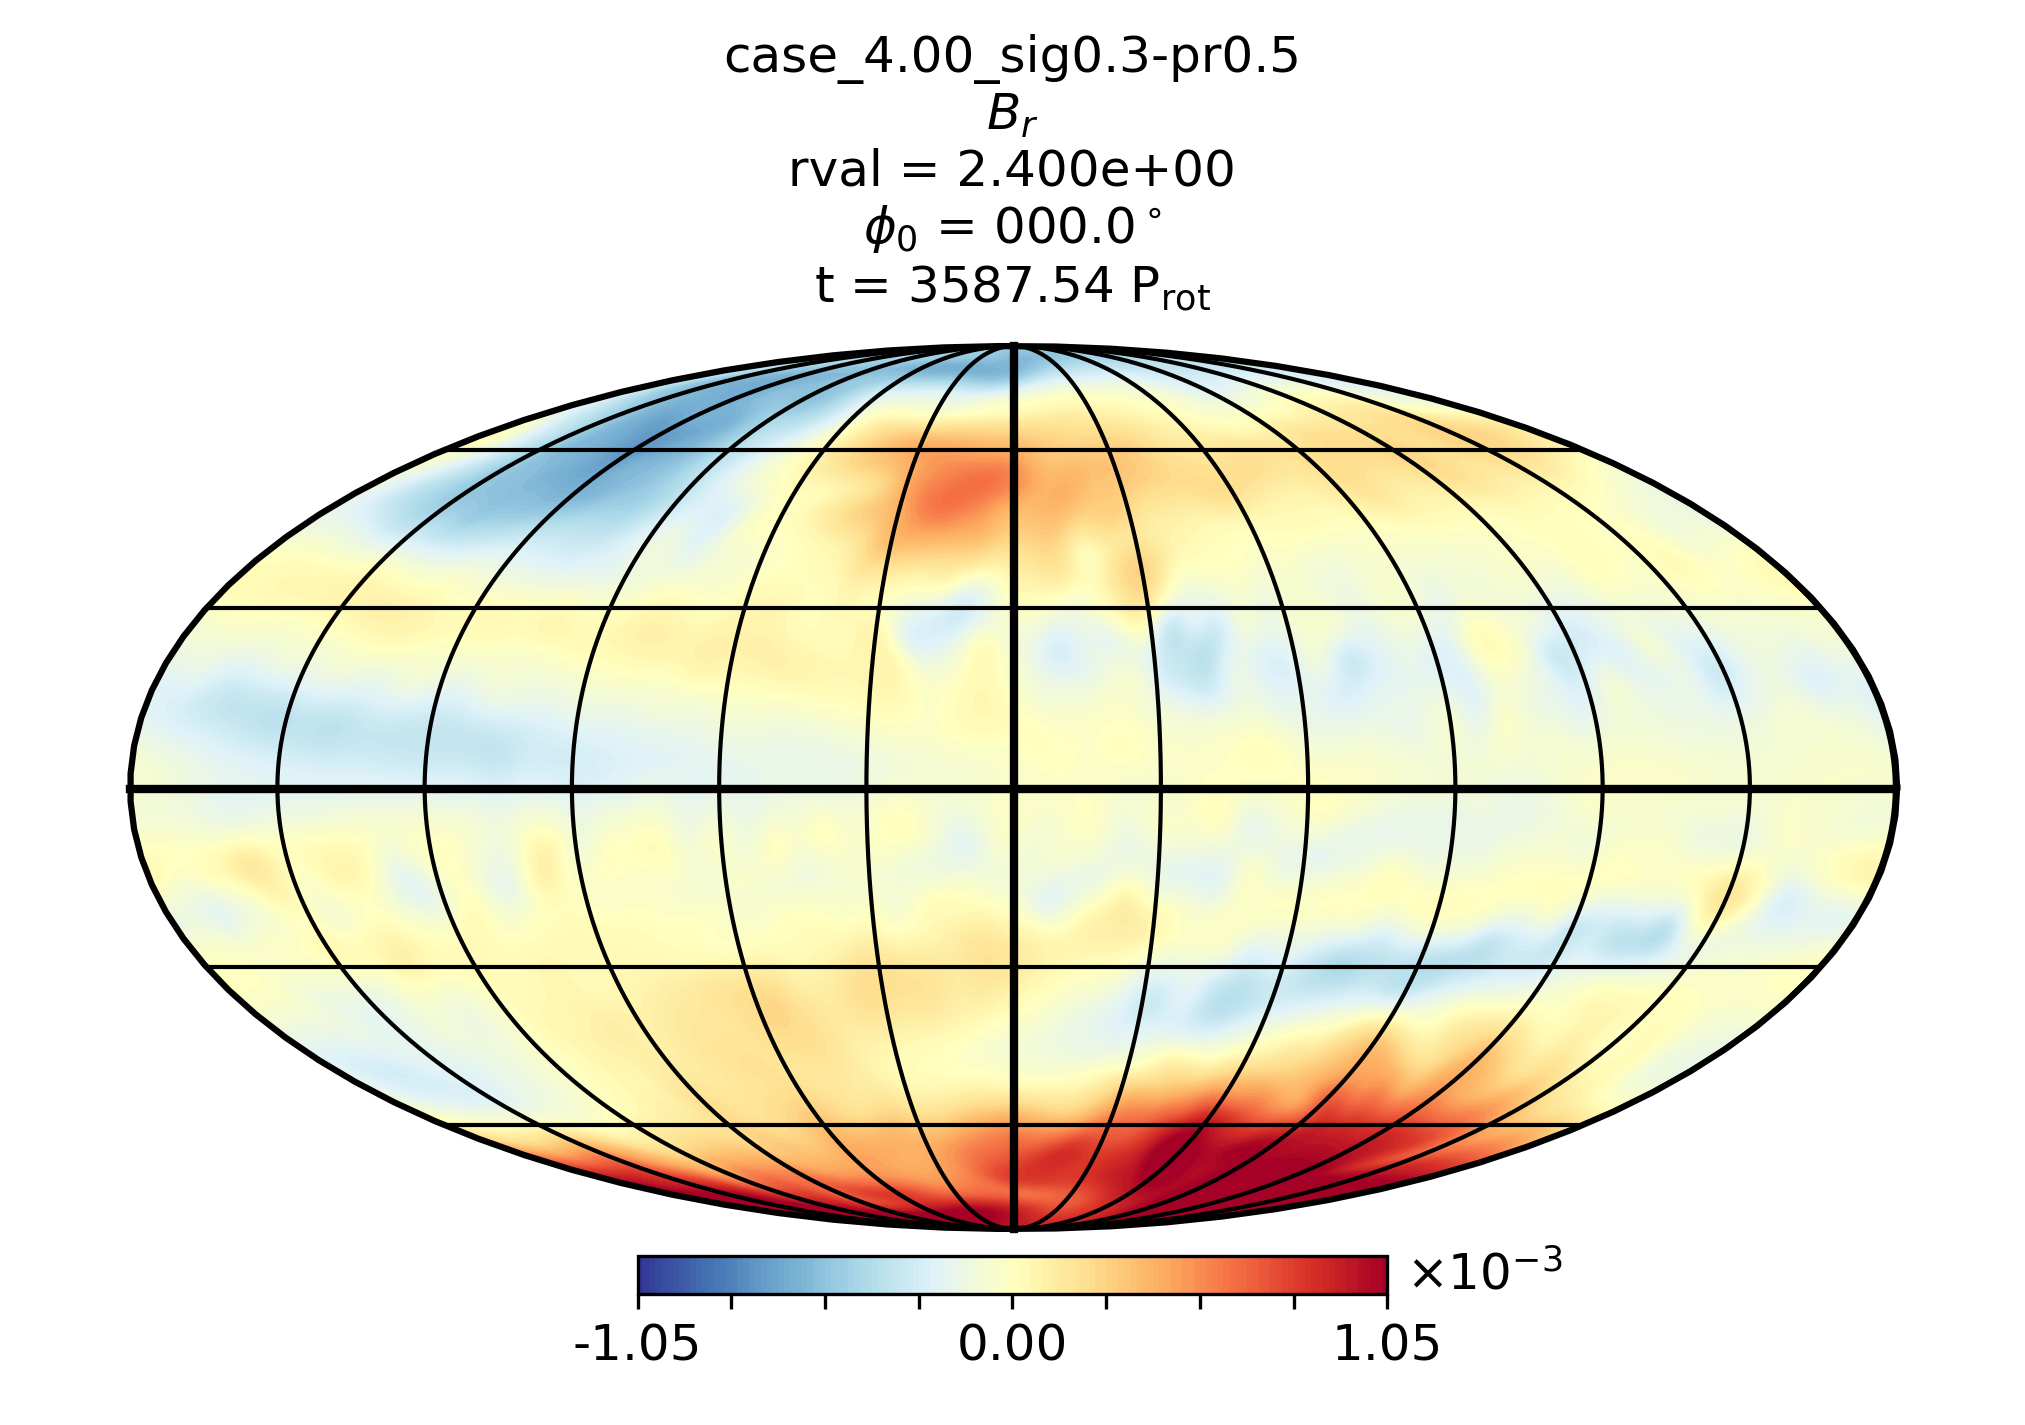 case_4.00_sig0.3-pr0.5
B_r
rval = 2.400e+00
ϕ₀ = 000.0°
t = 3587.54 P_rot
×10⁻³
-1.05 0.00 1.05